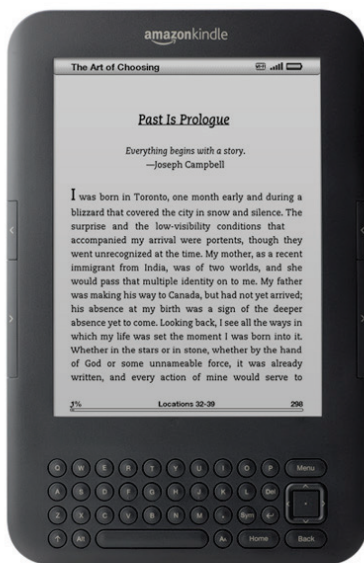 amazonkindle
The Art of Choosing
Past Is Prologue
Everything begins with a story.
—Joseph Campbell
I was born in Toronto, one month early and during a
blizzard that covered the city in snow and silence. The
surprise and the low-visibility conditions that
accompanied my arrival were portents, though they
went unrecognized at the time. My mother, as a recent
immigrant from India, was of two worlds, and she
would pass that multiple identity on to me. My father
was making his way to Canada, but had not yet arrived;
his absence at my birth was a sign of the deeper
absence yet to come. Looking back, I see all the ways in
which my life was set the moment I was born into it.
Whether in the stars or in stone, whether by the hand
of God or some unnameable force, it was already
written, and every action of mine would serve to
1% Locations 32-39 298
Q W E R T Y U I O P Menu
A S D F G H J K L Del
Z X C V B N M . Sym
Alt Aa Home Back